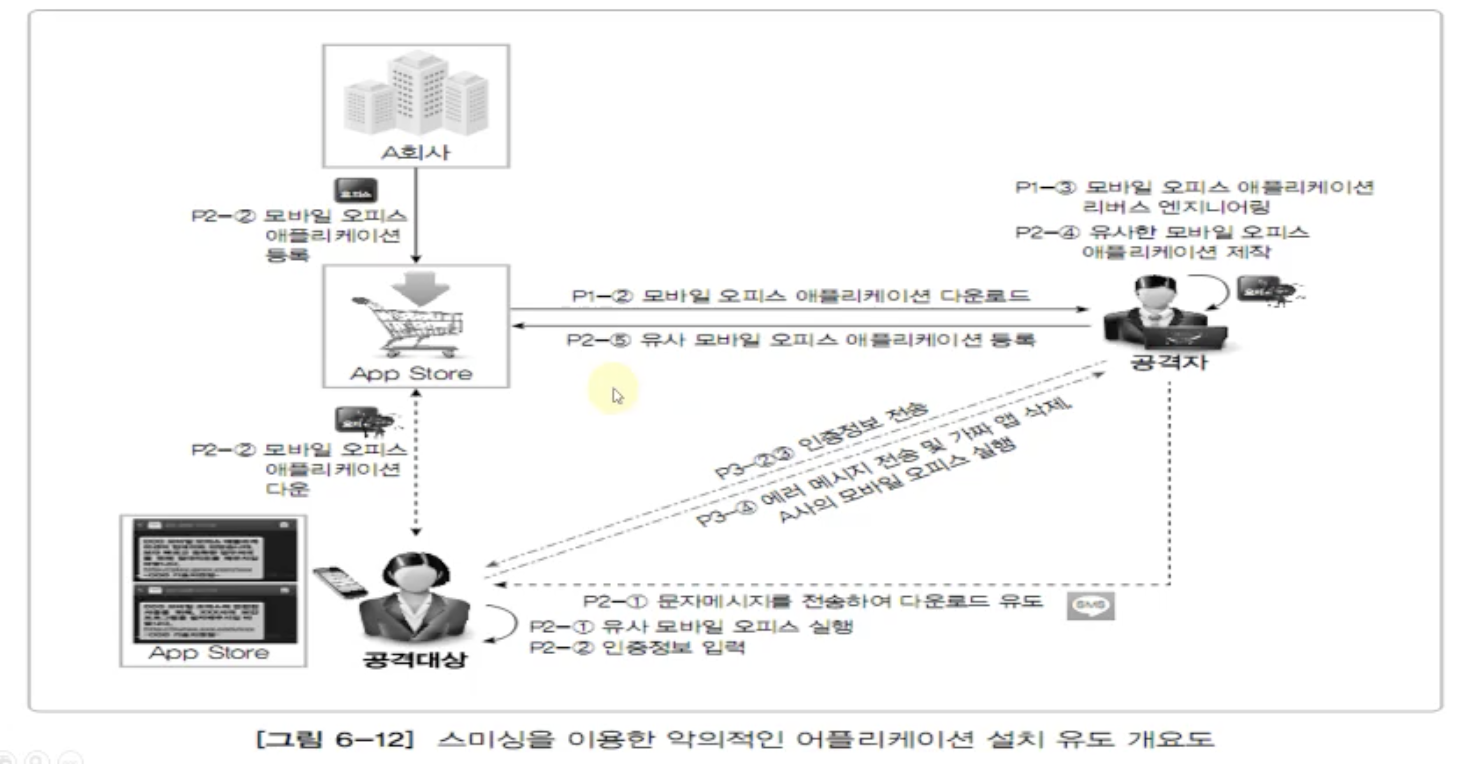 A회사
오피스
P2-② 모바일 오피스
애플리케이션
등록
P1-③ 모바일 오피스 애플리케이션
리버스 엔지니어링
P2-④ 유사한 모바일 오피스
애플리케이션 제작
P1-② 모바일 오피스 애플리케이션 다운로드
P2-⑤ 유사 모바일 오피스 애플리케이션 등록
App Store
공격자
P2-② 모바일 오피스
애플리케이션
다운
P3-②③ 인증정보 전송
P3-④ 에러 메시지 전송 및 가짜 앱 삭제,
A사의 모바일 오피스 실행
P2-① 문자메시지를 전송하여 다운로드 유도
SMS
P2-① 유사 모바일 오피스 실행
P2-② 인증정보 입력
App Store
공격대상
[그림 6-12] 스미싱을 이용한 악의적인 어플리케이션 설치 유도 개요도